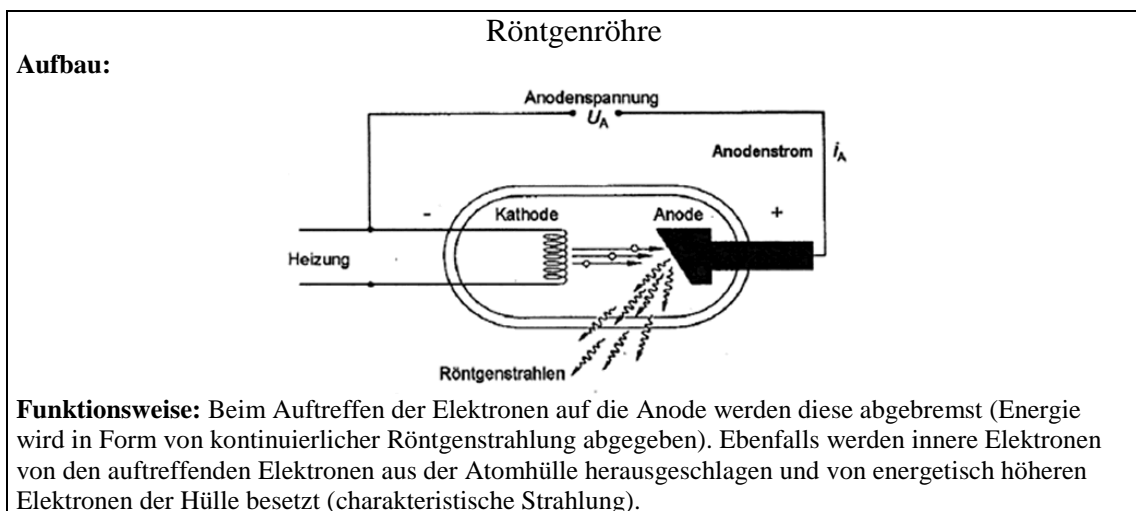 Röntgenröhre
Aufbau:
Anodenspannung
U_A
Anodenstrom i_A
- Kathode Anode +
Heizung
Röntgenstrahlen
Funktionsweise: Beim Auftreffen der Elektronen auf die Anode werden diese abgebremst (Energie
wird in Form von kontinuierlicher Röntgenstrahlung abgegeben). Ebenfalls werden innere Elektronen
von den auftreffenden Elektronen aus der Atomhülle herausgeschlagen und von energetisch höheren
Elektronen der Hülle besetzt (charakteristische Strahlung).